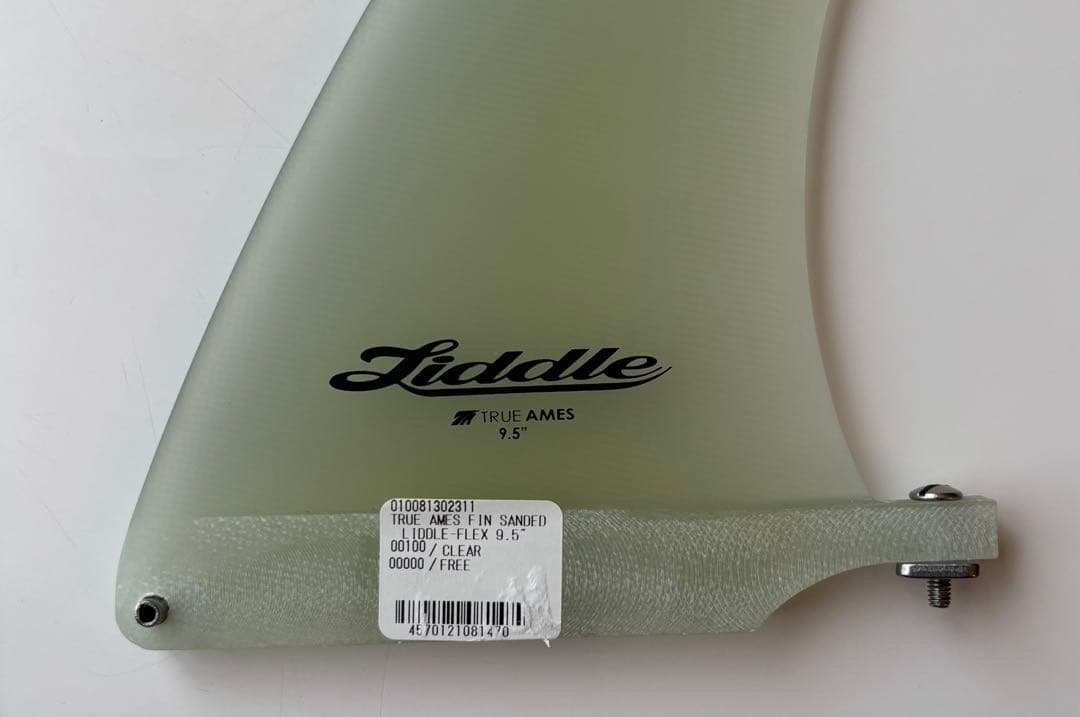 Liddle
TRUE AMES
9.5"
010081302311
TRUE AMES FIN SANDED
LIDDLE-FLEX 9.5"
00100 / CLEAR
00000 / FREE
4570121081470